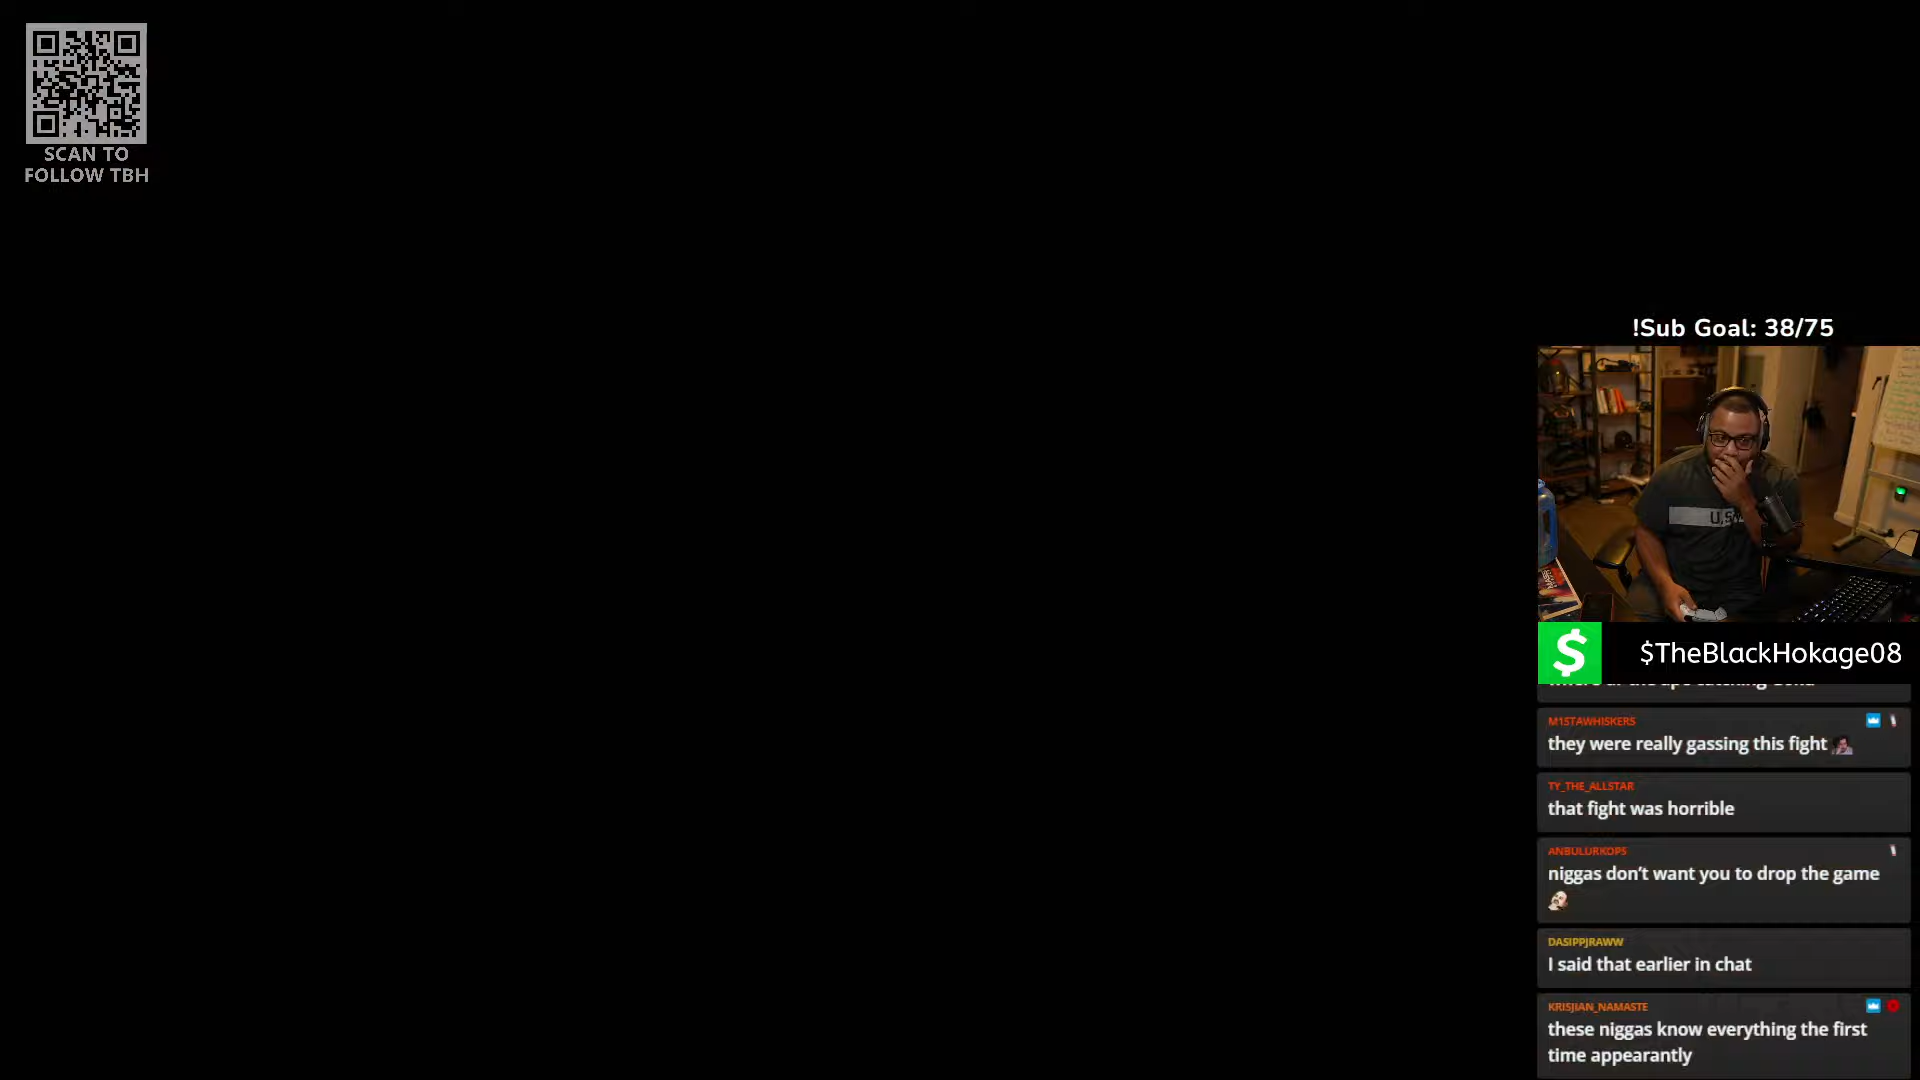 SCAN TO
FOLLOW TBH
!Sub Goal: 38/75
U.S.
$TheBlackHokage08
M1STAWHISKERS
they were really gassing this fight
TY_THE_ALLSTAR
that fight was horrible
ANBULURKOPS
niggas don't want you to drop the game
DASIPPJRAWW
I said that earlier in chat
KRISJIAN_NAMASTE
these niggas know everything the first
time appearantly